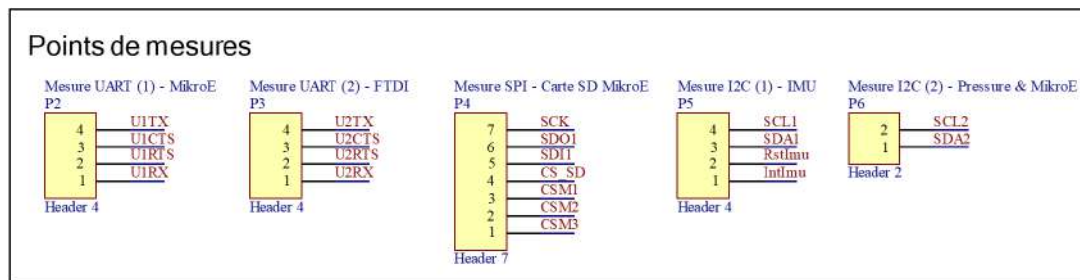 Points de mesures
Mesure UART (1) - MikroE
P2
4 U1TX
3 U1CTS
2 U1RTS
1 U1RX
Header 4
Mesure UART (2) - FTDI
P3
4 U2TX
3 U2CTS
2 U2RTS
1 U2RX
Header 4
Mesure SPI - Carte SD MikroE
P4
7 SCK
6 SDO1
5 SDI1
4 CS_SD
3 CSM1
2 CSM2
1 CSM3
Header 7
Mesure I2C (1) - IMU
P5
4 SCL1
3 SDA1
2 RstImu
1 IntImu
Header 4
Mesure I2C (2) - Pressure & MikroE
P6
2 SCL2
1 SDA2
Header 2